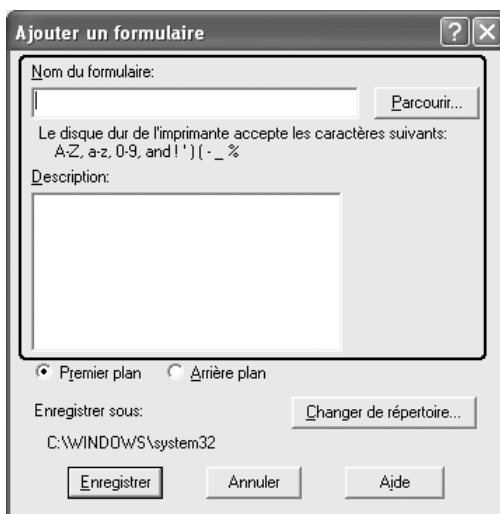 Ajouter un formulaire
Nom du formulaire:
Parcourir...
Le disque dur de l'imprimante accepte les caractères suivants:
A-Z, a-z, 0-9, and ! ' ) ( - _ %
Description:
Premier plan Arrière plan
Enregistrer sous: Changer de répertoire...
C:\WINDOWS\system32
Enregistrer Annuler Aide